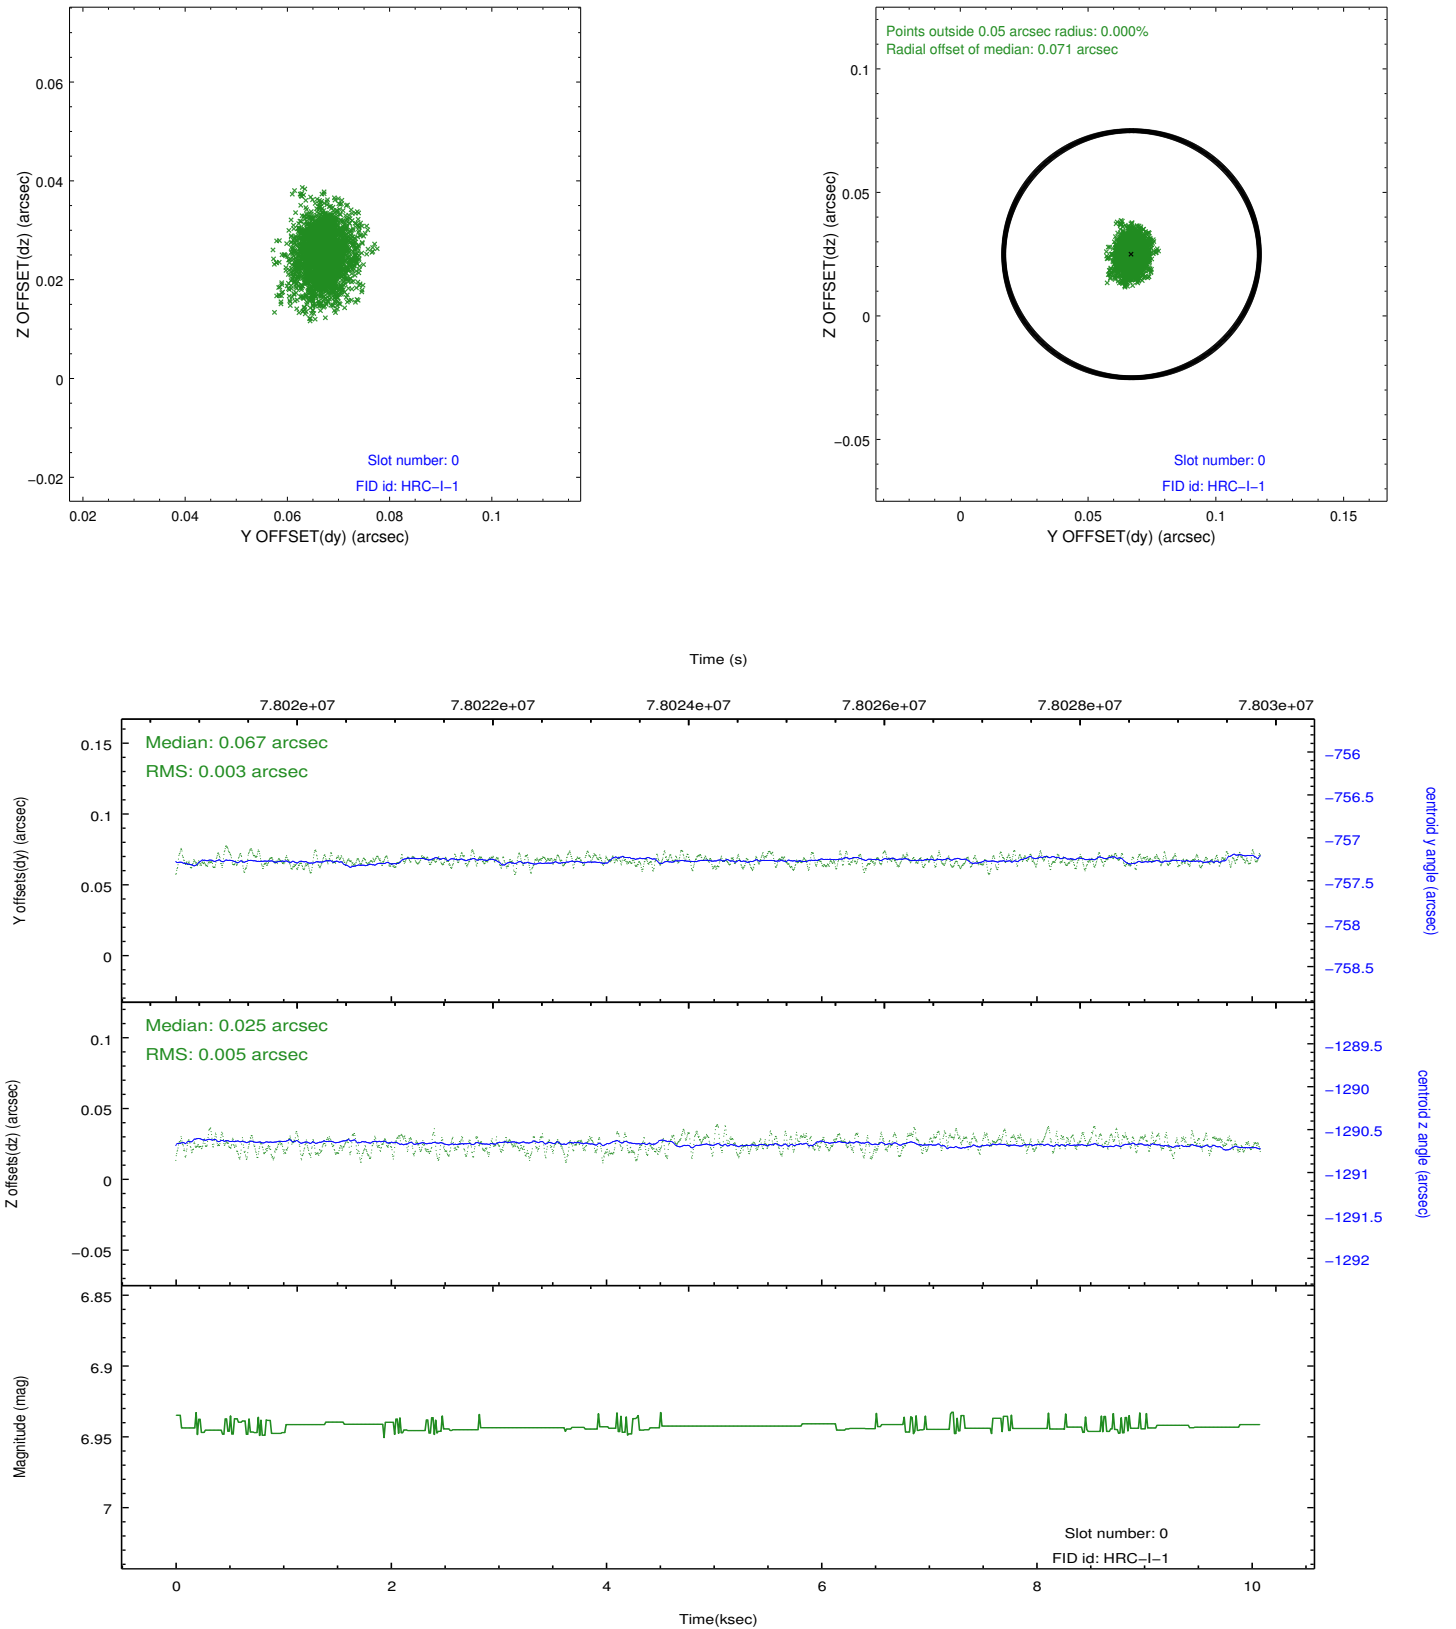 0.06
0.04
0.02
0
−0.02
Z OFFSET(dz) (arcsec)
Slot number: 0
FID id: HRC−I−1
0.02 0.04 0.06 0.08 0.1
Y OFFSET(dy) (arcsec)
Points outside 0.05 arcsec radius: 0.000%
Radial offset of median: 0.071 arcsec
0.1
0.05
0
−0.05
Z OFFSET(dz) (arcsec)
Slot number: 0
FID id: HRC−I−1
0 0.05 0.1 0.15
Y OFFSET(dy) (arcsec)
Time (s)
7.802e+07 7.8022e+07 7.8024e+07 7.8026e+07 7.8028e+07 7.803e+07
Median: 0.067 arcsec
RMS: 0.003 arcsec
0.15
0.1
0.05
0
Y offsets(dy) (arcsec)
−756
−756.5
−757
−757.5
−758
−758.5
centroid y angle (arcsec)
Median: 0.025 arcsec
RMS: 0.005 arcsec
0.1
0.05
0
−0.05
Z offsets(dz) (arcsec)
−1289.5
−1290
−1290.5
−1291
−1291.5
−1292
centroid z angle (arcsec)
6.85
6.9
6.95
7
Magnitude (mag)
Slot number: 0
FID id: HRC−I−1
0 2 4 6 8 10
Time(ksec)